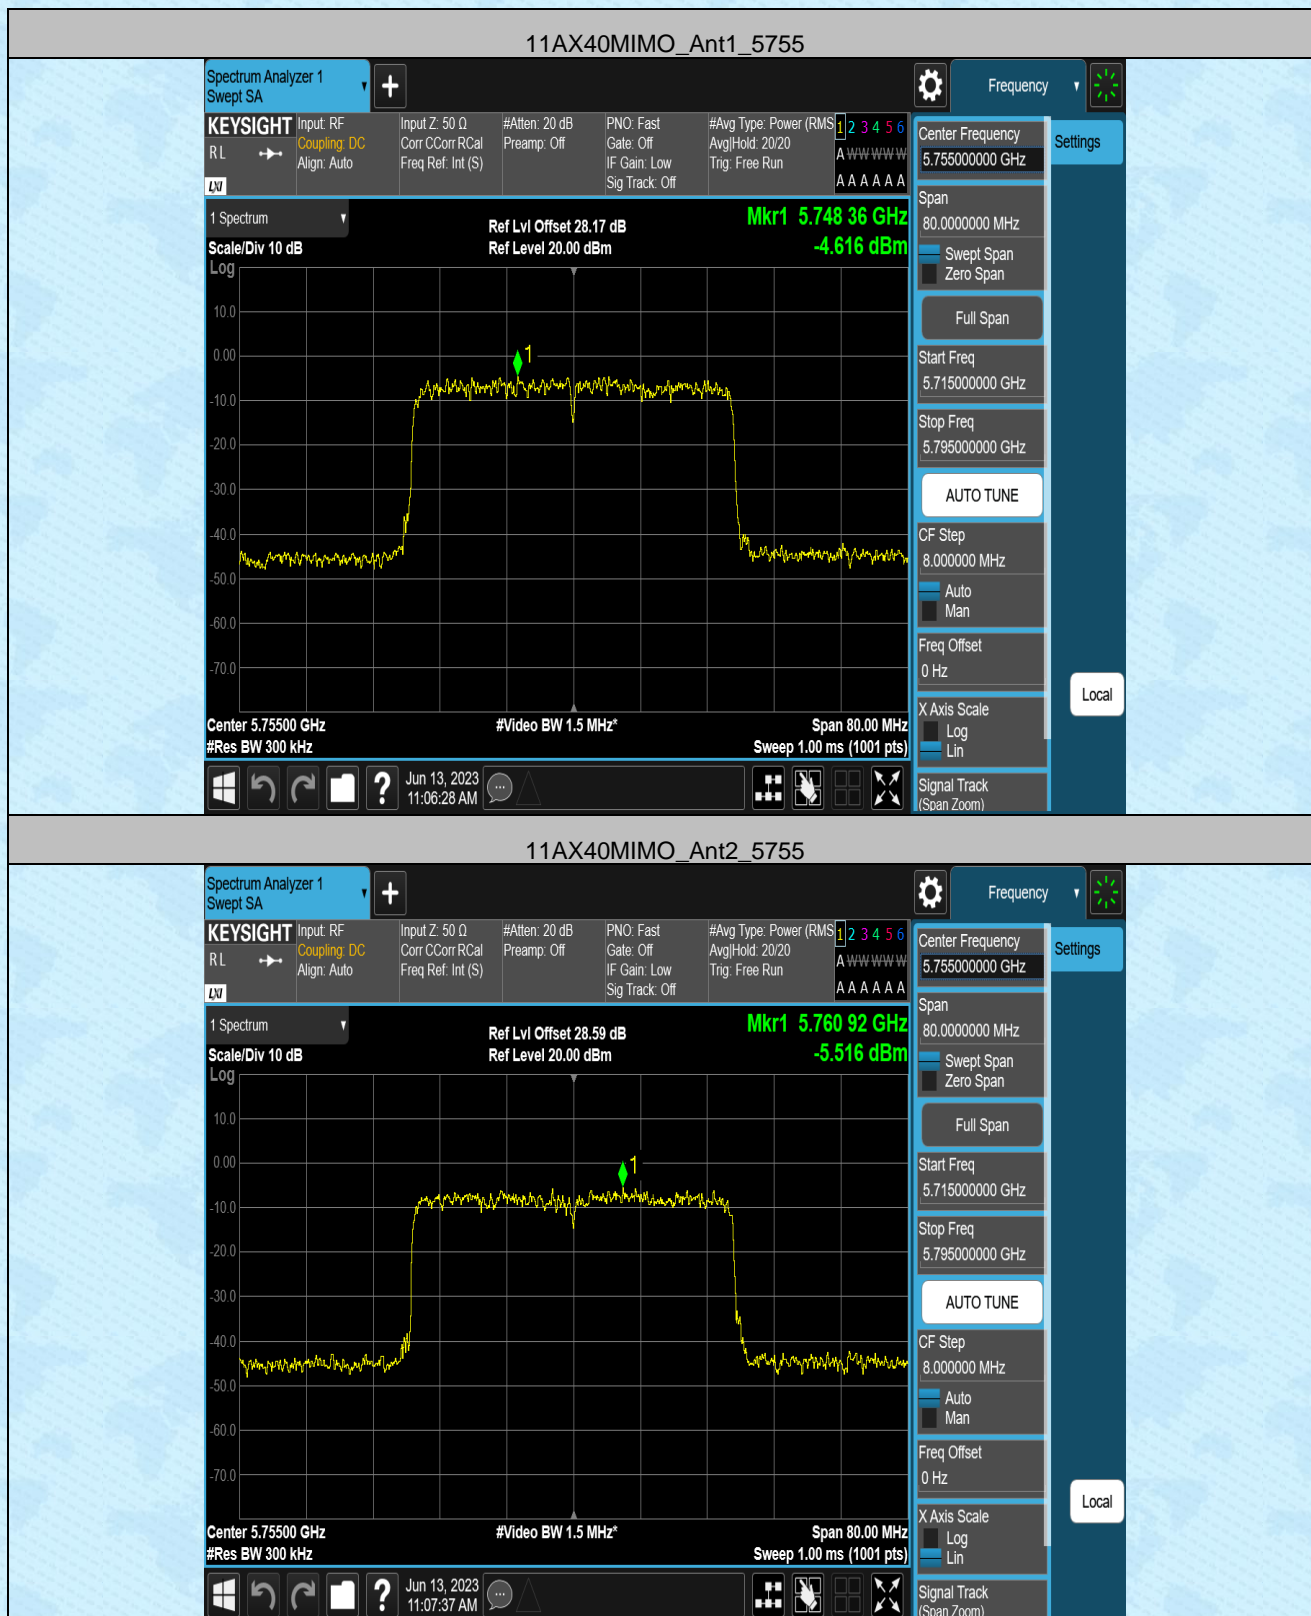 11AX40MIMO_Ant1_5755
Spectrum Analyzer 1
Swept SA
+
Frequency
KEYSIGHT
R L
LXI
Input: RF
Coupling: DC
Align: Auto
Input Z: 50 Ω
Corr CCorr RCal
Freq Ref: Int (S)
#Atten: 20 dB
Preamp: Off
PNO: Fast
Gate: Off
IF Gain: Low
Sig Track: Off
#Avg Type: Power (RMS
Avg|Hold: 20/20
Trig: Free Run
1 2 3 4 5 6
A W W W W W
A A A A A A
Center Frequency
5.755000000 GHz
Settings
1 Spectrum
Scale/Div 10 dB
Log
Ref Lvl Offset 28.17 dB
Ref Level 20.00 dBm
Mkr1 5.748 36 GHz
-4.616 dBm
Span
80.0000000 MHz
Swept Span
Zero Span
Full Span
10.0
0.00
-10.0
-20.0
-30.0
-40.0
-50.0
-60.0
-70.0
1
Start Freq
5.715000000 GHz
Stop Freq
5.795000000 GHz
AUTO TUNE
CF Step
8.000000 MHz
Auto
Man
Freq Offset
0 Hz
X Axis Scale
Log
Lin
Signal Track
(Span Zoom)
Local
Center 5.75500 GHz
#Res BW 300 kHz
#Video BW 1.5 MHz*
Span 80.00 MHz
Sweep 1.00 ms (1001 pts)
?
Jun 13, 2023
11:06:28 AM
11AX40MIMO_Ant2_5755
Spectrum Analyzer 1
Swept SA
+
Frequency
KEYSIGHT
R L
LXI
Input: RF
Coupling: DC
Align: Auto
Input Z: 50 Ω
Corr CCorr RCal
Freq Ref: Int (S)
#Atten: 20 dB
Preamp: Off
PNO: Fast
Gate: Off
IF Gain: Low
Sig Track: Off
#Avg Type: Power (RMS
Avg|Hold: 20/20
Trig: Free Run
1 2 3 4 5 6
A W W W W W
A A A A A A
Center Frequency
5.755000000 GHz
Settings
1 Spectrum
Scale/Div 10 dB
Log
Ref Lvl Offset 28.59 dB
Ref Level 20.00 dBm
Mkr1 5.760 92 GHz
-5.516 dBm
Span
80.0000000 MHz
Swept Span
Zero Span
Full Span
10.0
0.00
-10.0
-20.0
-30.0
-40.0
-50.0
-60.0
-70.0
1
Start Freq
5.715000000 GHz
Stop Freq
5.795000000 GHz
AUTO TUNE
CF Step
8.000000 MHz
Auto
Man
Freq Offset
0 Hz
X Axis Scale
Log
Lin
Signal Track
(Span Zoom)
Local
Center 5.75500 GHz
#Res BW 300 kHz
#Video BW 1.5 MHz*
Span 80.00 MHz
Sweep 1.00 ms (1001 pts)
?
Jun 13, 2023
11:07:37 AM